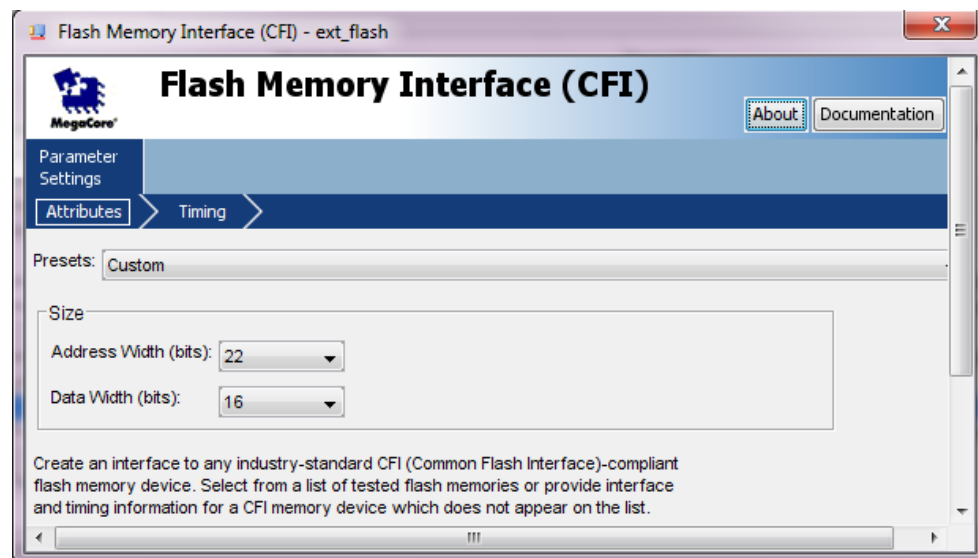 Flash Memory Interface (CFI) - ext_flash
Flash Memory Interface (CFI)
MegaCore®
About Documentation
Parameter
Settings
Attributes Timing
Presets: Custom
Size
Address Width (bits): 22
Data Width (bits): 16
Create an interface to any industry-standard CFI (Common Flash Interface)-compliant
flash memory device. Select from a list of tested flash memories or provide interface
and timing information for a CFI memory device which does not appear on the list.